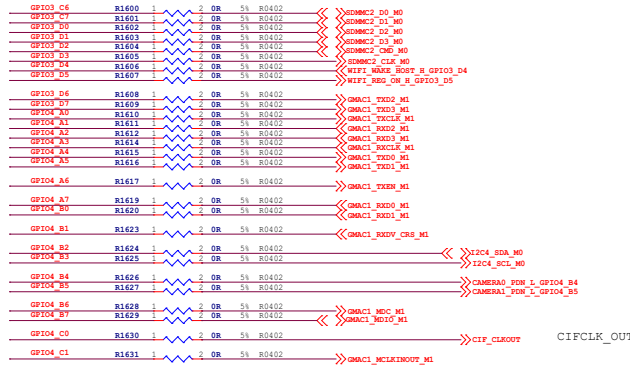 GPIO3_C6 R1600 1 2 0R 5% R0402 SDMMC2_D0_M0
GPIO3_C7 R1601 1 2 0R 5% R0402 SDMMC2_D1_M0
GPIO3_D0 R1602 1 2 0R 5% R0402 SDMMC2_D2_M0
GPIO3_D1 R1603 1 2 0R 5% R0402 SDMMC2_D3_M0
GPIO3_D2 R1604 1 2 0R 5% R0402 SDMMC2_CMD_M0
GPIO3_D3 R1605 1 2 0R 5% R0402 SDMMC2_CLK_M0
GPIO3_D4 R1606 1 2 0R 5% R0402 WIFI_WAKE_HOST_H_GPIO3_D4
GPIO3_D5 R1607 1 2 0R 5% R0402 WIFI_REG_ON_H_GPIO3_D5
GPIO3_D6 R1608 1 2 0R 5% R0402 GMAC1_TXD2_M1
GPIO3_D7 R1609 1 2 0R 5% R0402 GMAC1_TXD3_M1
GPIO4_A0 R1610 1 2 0R 5% R0402 GMAC1_TXCLK_M1
GPIO4_A1 R1611 1 2 0R 5% R0402 GMAC1_RXD2_M1
GPIO4_A2 R1612 1 2 0R 5% R0402 GMAC1_RXD3_M1
GPIO4_A3 R1614 1 2 0R 5% R0402 GMAC1_RXCLK_M1
GPIO4_A4 R1615 1 2 0R 5% R0402 GMAC1_TXD0_M1
GPIO4_A5 R1616 1 2 0R 5% R0402 GMAC1_TXD1_M1
GPIO4_A6 R1617 1 2 0R 5% R0402 GMAC1_TXEN_M1
GPIO4_A7 R1619 1 2 0R 5% R0402 GMAC1_RXD0_M1
GPIO4_B0 R1620 1 2 0R 5% R0402 GMAC1_RXD1_M1
GPIO4_B1 R1623 1 2 0R 5% R0402 GMAC1_RXDV_CRS_M1
GPIO4_B2 R1624 1 2 0R 5% R0402 I2C4_SDA_M0
GPIO4_B3 R1625 1 2 0R 5% R0402 I2C4_SCL_M0
GPIO4_B4 R1626 1 2 0R 5% R0402 CAMERA0_PDN_L_GPIO4_B4
GPIO4_B5 R1627 1 2 0R 5% R0402 CAMERA1_PDN_L_GPIO4_B5
GPIO4_B6 R1628 1 2 0R 5% R0402 GMAC1_MDC_M1
GPIO4_B7 R1629 1 2 0R 5% R0402 GMAC1_MDIO_M1
GPIO4_C0 R1630 1 2 0R 5% R0402 CIF_CLKOUT CIFCLK_OUT
GPIO4_C1 R1631 1 2 0R 5% R0402 GMAC1_MCLKINOUT_M1